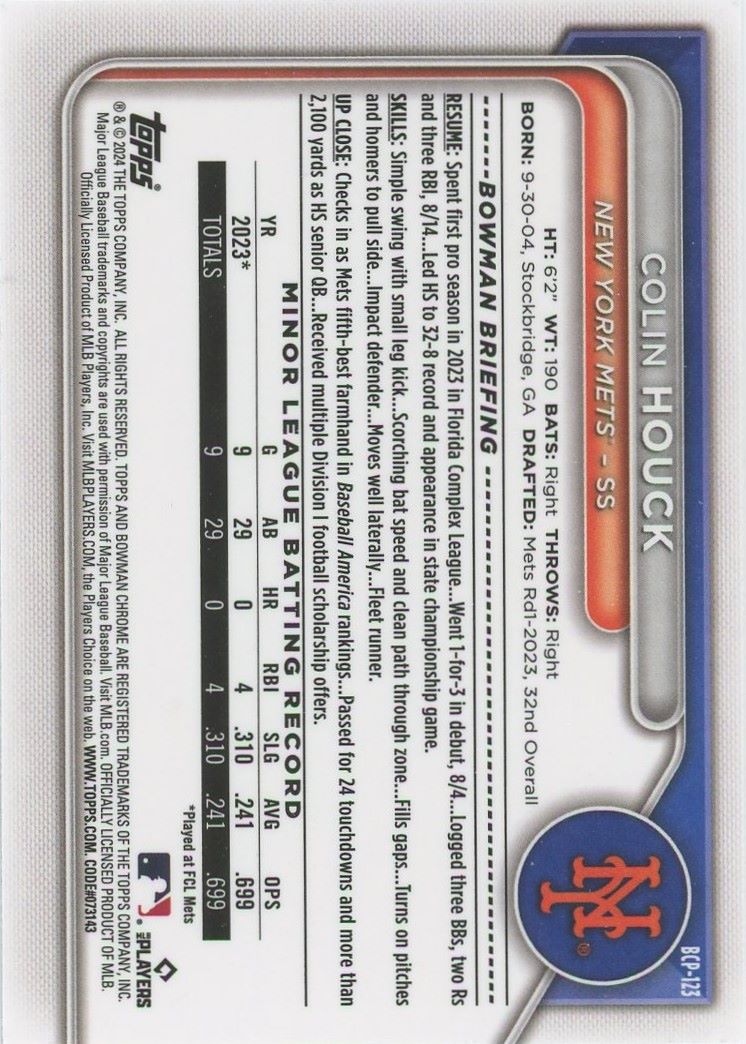 BCP-123
COLIN HOUCK
NEW YORK METS™ - SS
NY®
HT: 6'2" WT: 190 BATS: Right THROWS: Right
BORN: 9-30-04, Stockbridge, GA DRAFTED: Mets Rd1-2023, 32nd Overall
------BOWMAN BRIEFING ------
RESUME: Spent first pro season in 2023 in Florida Complex League...Went 1-for-3 in debut, 8/4...Logged three BBs, two Rs
and three RBI, 8/14...Led HS to 32-8 record and appearance in state championship game.
SKILLS: Simple swing with small leg kick...Scorching bat speed and clean path through zone...Fills gaps...Turns on pitches
and homers to pull side...Impact defender...Moves well laterally...Fleet runner.
UP CLOSE: Checks in as Mets fifth-best farmhand in Baseball America rankings...Passed for 24 touchdowns and more than
2,100 yards as HS senior QB...Received multiple Division I football scholarship offers.
MINOR LEAGUE BATTING RECORD
YR G AB HR RBI SLG AVG OPS
2023* 9 29 0 4 .310 .241 .699
TOTALS 9 29 0 4 .310 .241 .699
*Played at FCL Mets
topps®
MLB PLAYERS
® & © 2024 THE TOPPS COMPANY, INC. ALL RIGHTS RESERVED. TOPPS AND BOWMAN CHROME ARE REGISTERED TRADEMARKS OF THE TOPPS COMPANY, INC.
Major League Baseball trademarks and copyrights are used with permission of Major League Baseball. Visit MLB.com. OFFICIALLY LICENSED PRODUCT OF MLB.
Officially Licensed Product of MLB Players, Inc. Visit MLBPLAYERS.COM, the Players Choice on the web. WWW.TOPPS.COM. CODE#073143